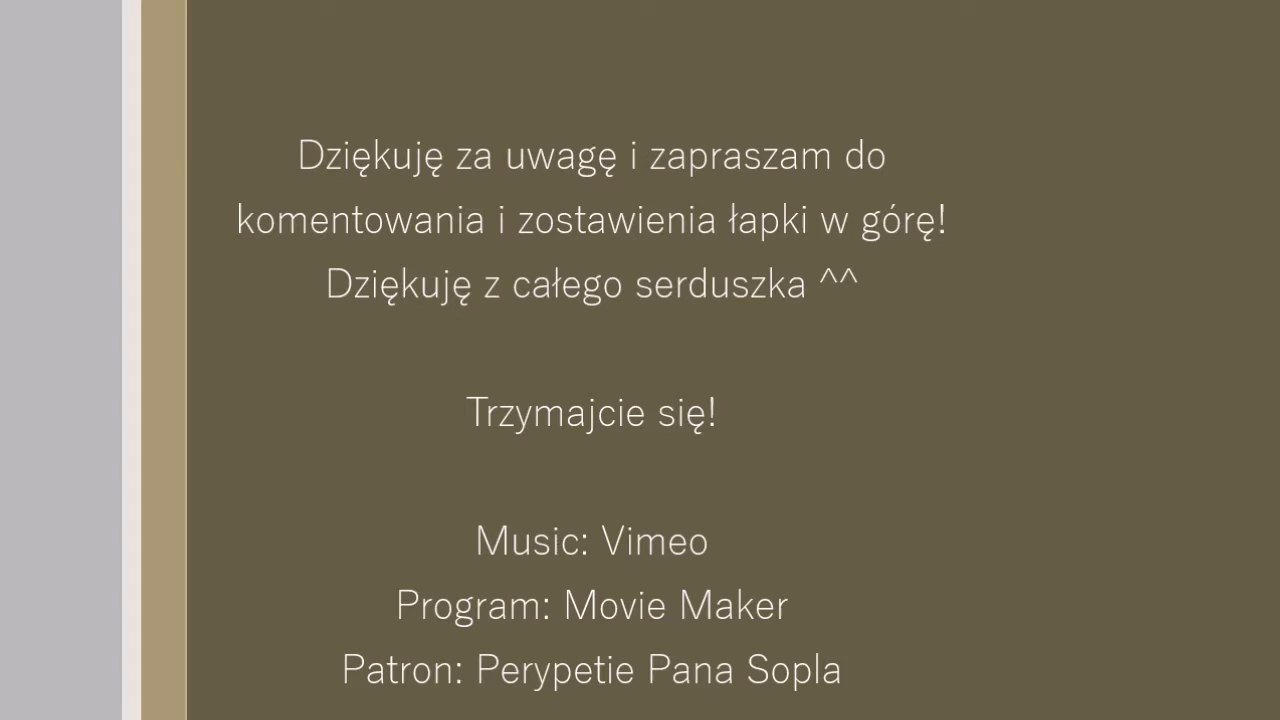 Dziękuję za uwagę i zapraszam do
komentowania i zostawienia łapki w górę!
Dziękuję z całego serduszka ^^
Trzymajcie się!
Music: Vimeo
Program: Movie Maker
Patron: Perypetie Pana Sopla